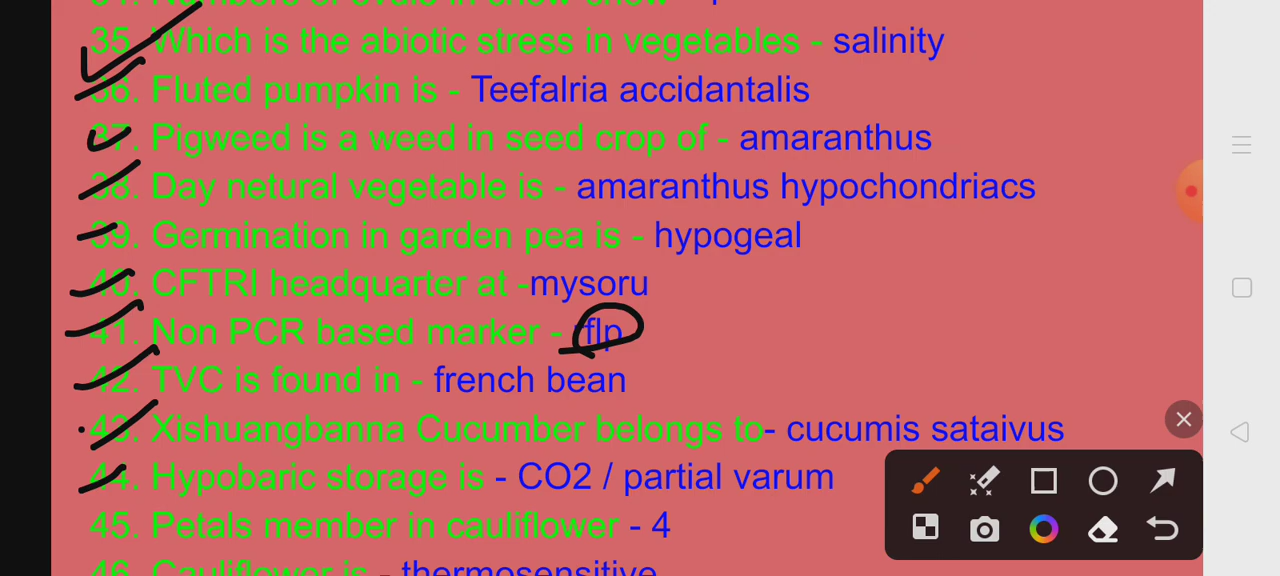 35. Which is the abiotic stress in vegetables - salinity
36. Fluted pumpkin is - Teefalria accidantalis
37. Pigweed is a weed in seed crop of - amaranthus
38. Day netural vegetable is - amaranthus hypochondriacs
39. Germination in garden pea is - hypogeal
40. CFTRI headquarter at -mysoru
41. Non PCR based marker - rflp
42. TVC is found in - french bean
43. Xishuangbanna Cucumber belongs to- cucumis sataivus
44. Hypobaric storage is - CO2 / partial varum
45. Petals member in cauliflower - 4
46. Cauliflower is - thermosensitive